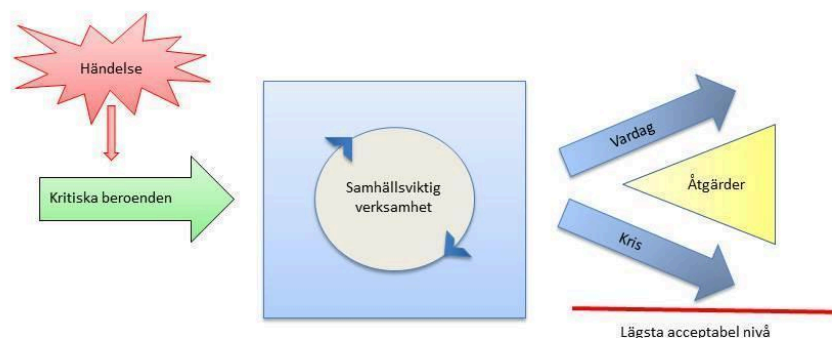 Händelse
Kritiska beroenden
Samhällsviktig
verksamhet
Vardag
Åtgärder
Kris
Lägsta acceptabel nivå